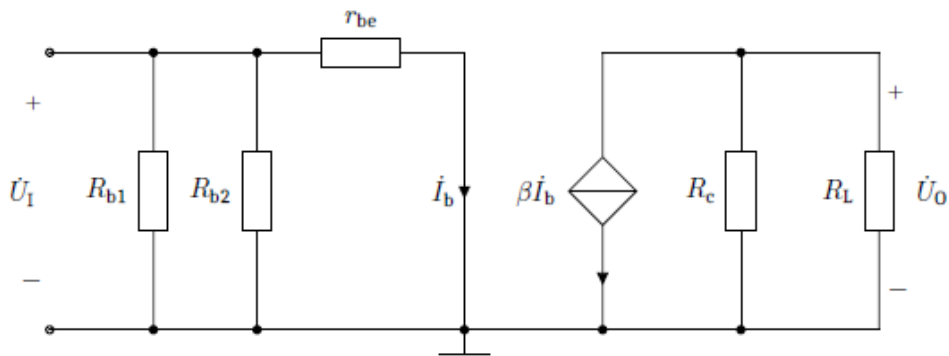 r_be
+
+
U̇_I
R_b1
R_b2
İ_b
βİ_b
R_c
R_L
U̇_O
−
−